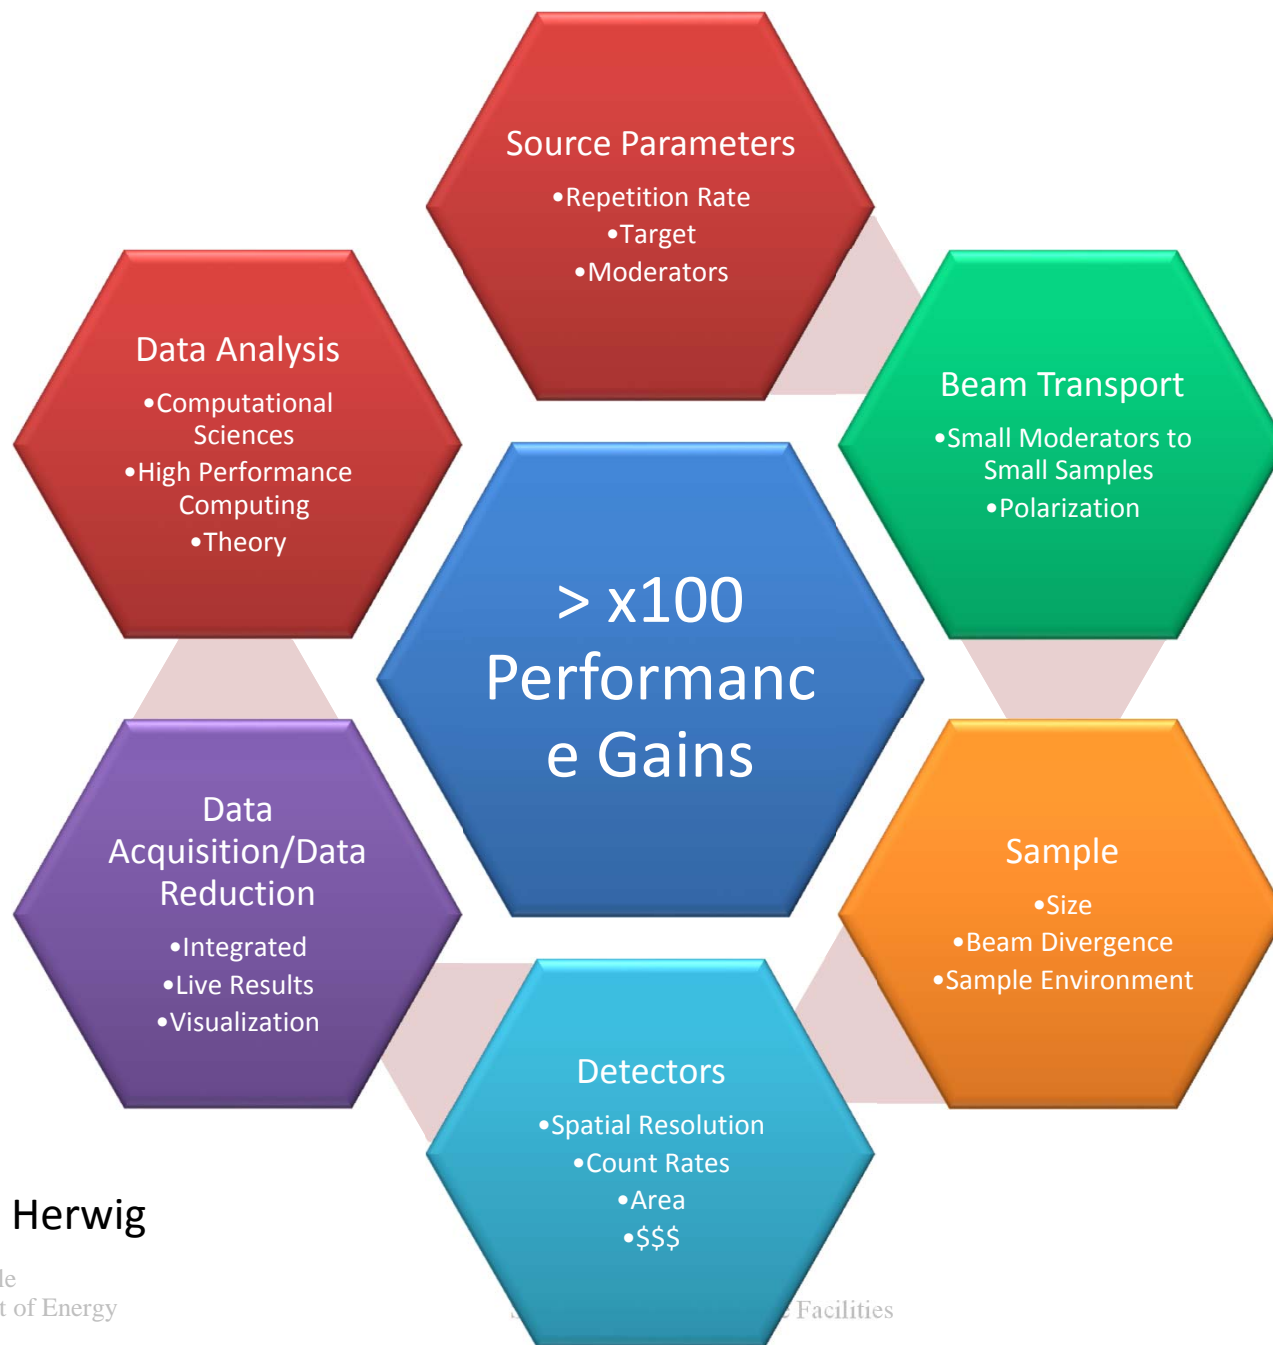 Source Parameters
•Repetition Rate
•Target
•Moderators
Beam Transport
•Small Moderators to
Small Samples
•Polarization
Sample
•Size
•Beam Divergence
•Sample Environment
Detectors
•Spatial Resolution
•Count Rates
•Area
•$$$
Data
Acquisition/Data
Reduction
•Integrated
•Live Results
•Visualization
Data Analysis
•Computational
Sciences
•High Performance
Computing
•Theory
> x100
Performanc
e Gains
Herwig
of Energy
Facilities